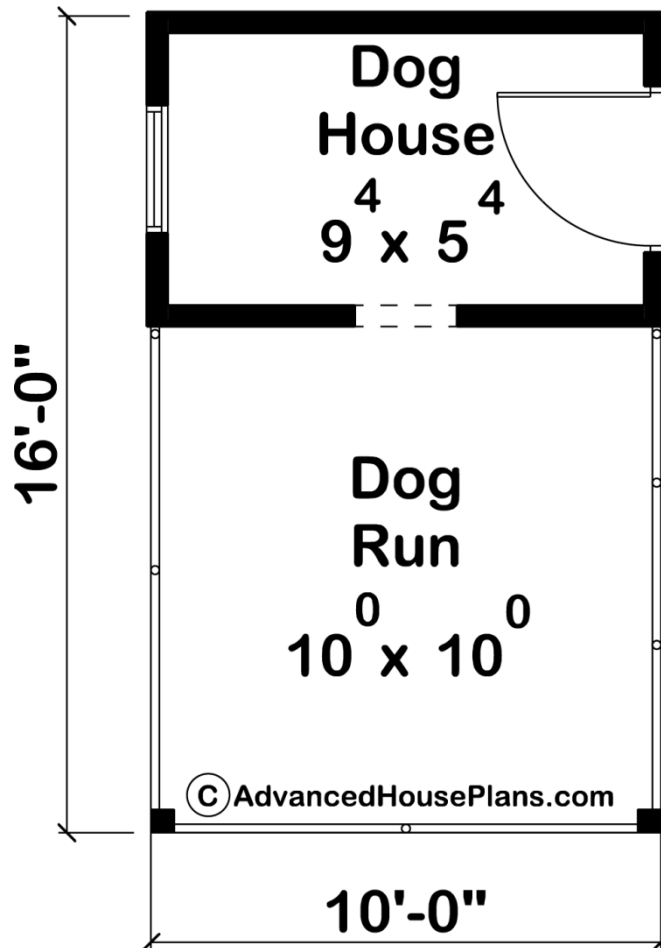 Dog
House
9⁴ x 5⁴
16'-0"
Dog
Run
10⁰ x 10⁰
© AdvancedHousePlans.com
10'-0"